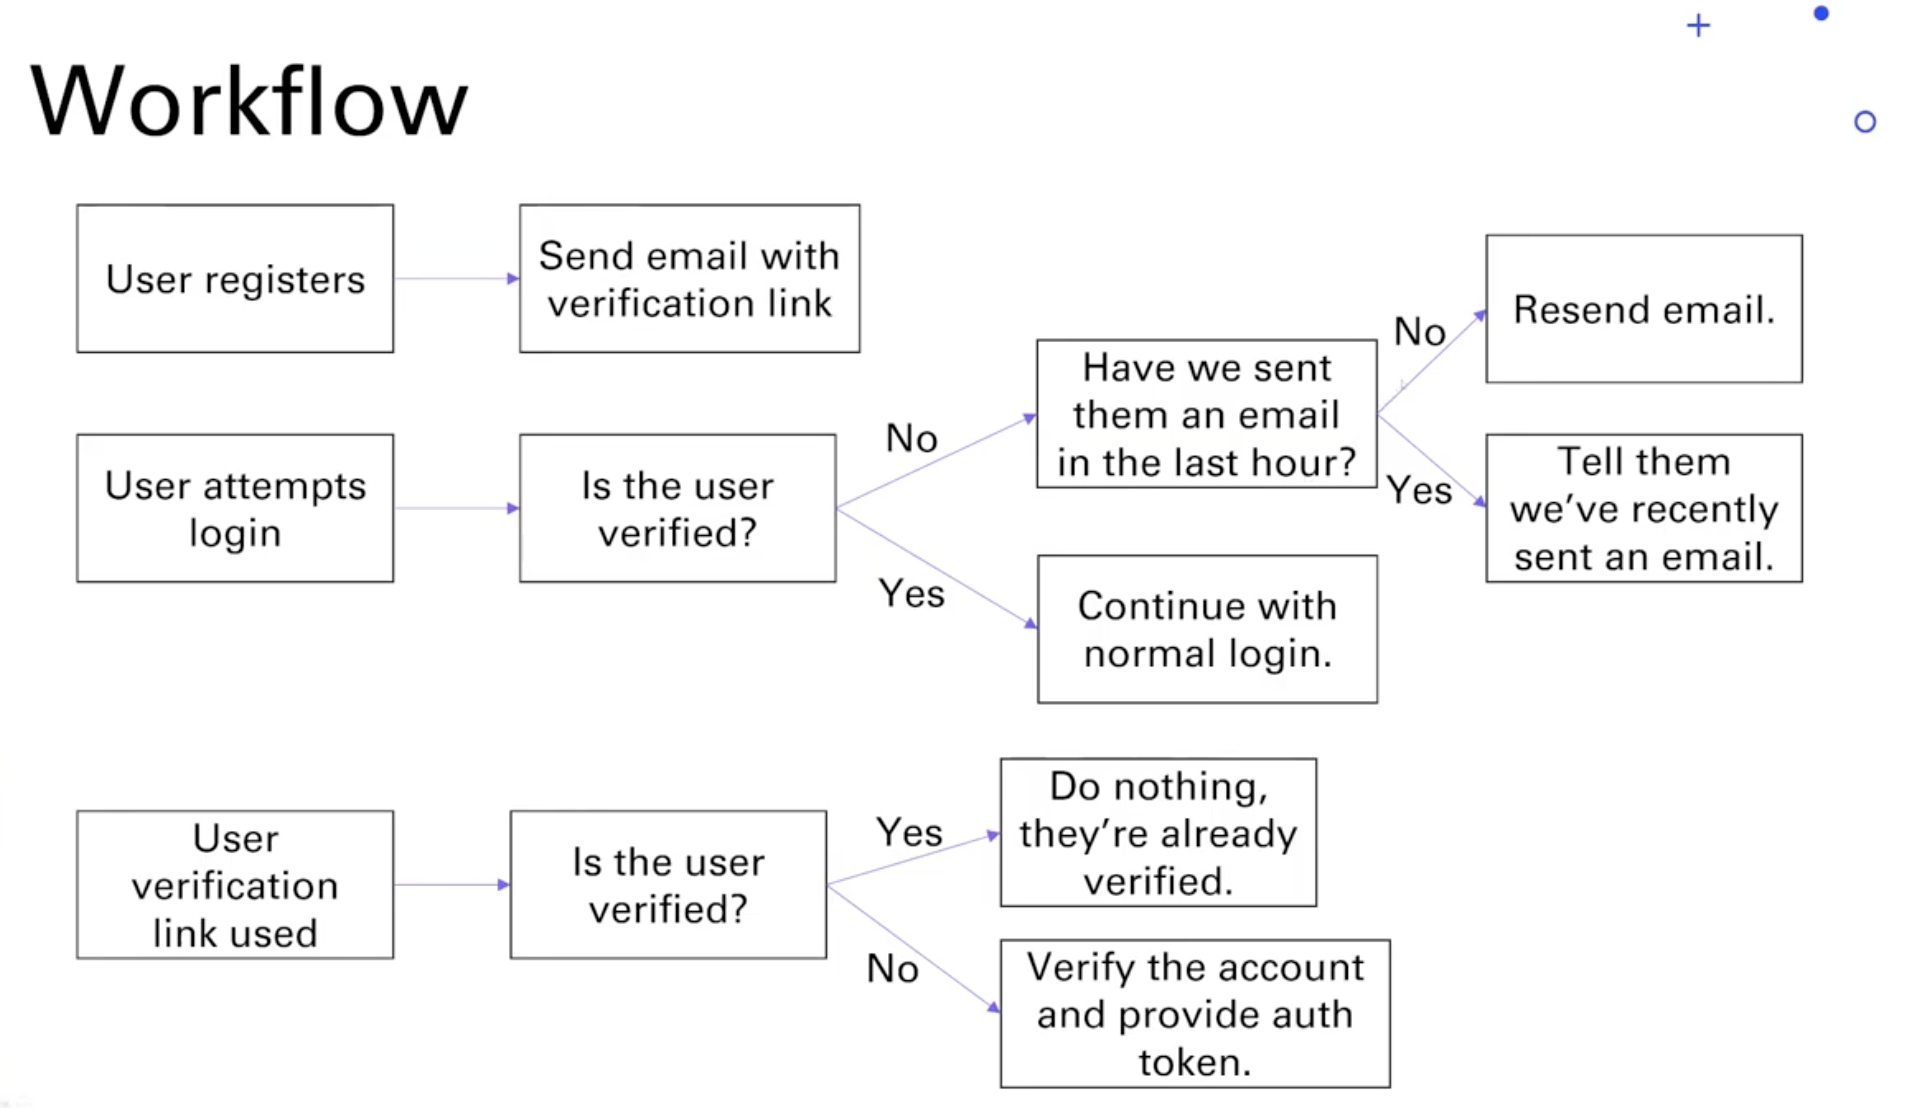 Workflow
User registers
Send email with
verification link
Resend email.
No
Have we sent
them an email
in the last hour?
Yes
Tell them
we've recently
sent an email.
User attempts
login
Is the user
verified?
No
Yes
Continue with
normal login.
User
verification
link used
Is the user
verified?
Yes
Do nothing,
they're already
verified.
No
Verify the account
and provide auth
token.